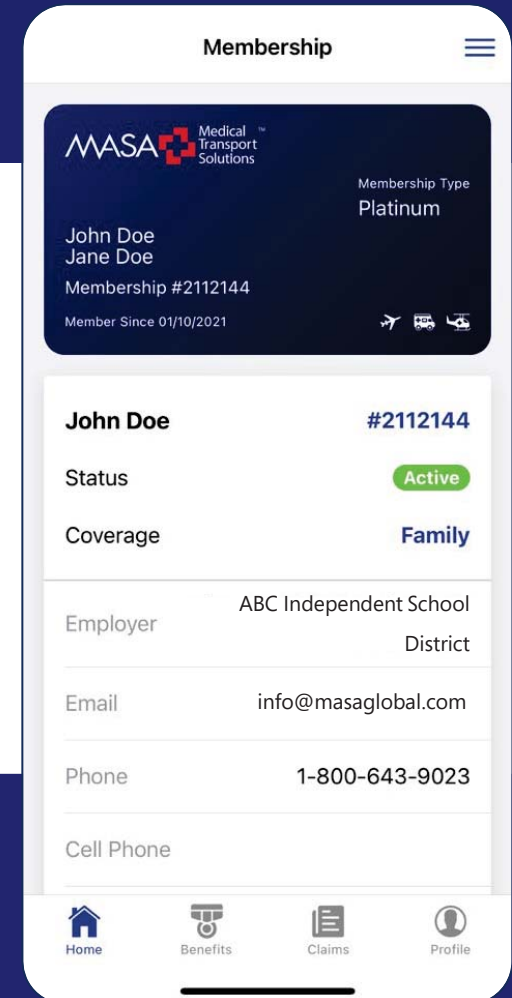 Membership
MASA Medical ™
Transport
Solutions
Membership Type
Platinum
John Doe
Jane Doe
Membership #2112144
Member Since 01/10/2021
John Doe #2112144
Status Active
Coverage Family
Employer ABC Independent School
District
Email info@masaglobal.com
Phone 1-800-643-9023
Cell Phone
Home Benefits Claims Profile